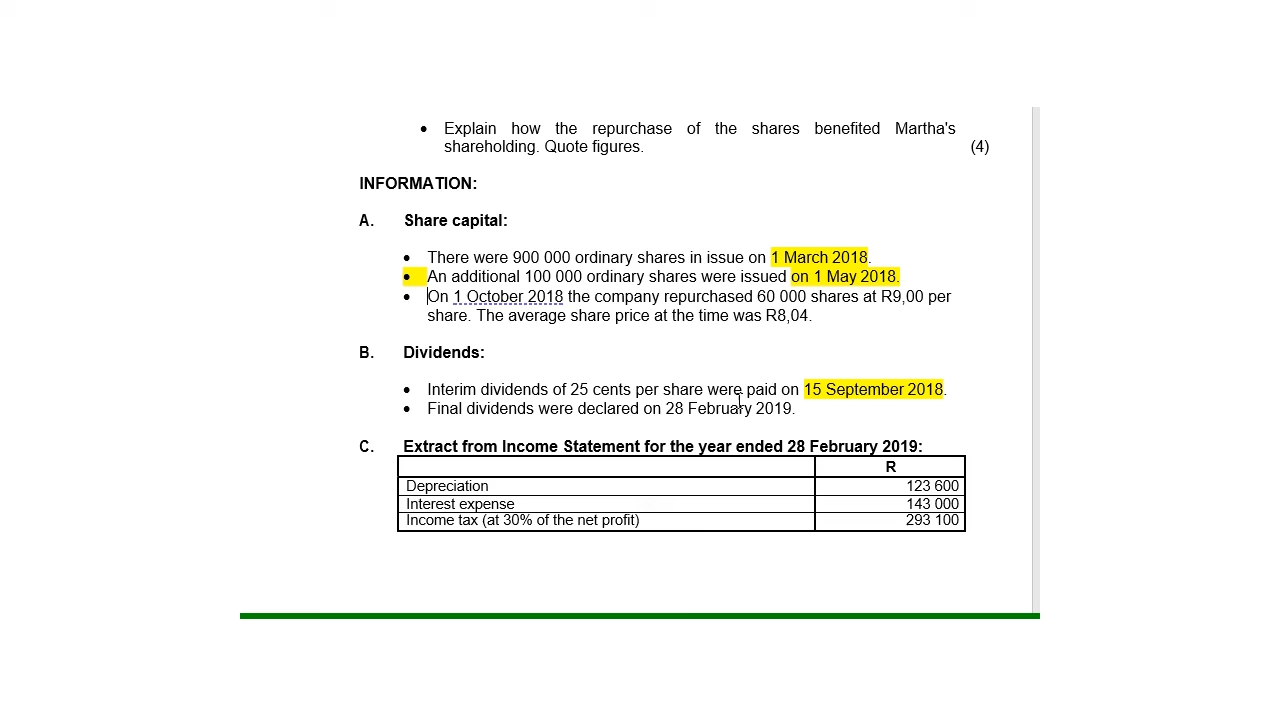 • Explain how the repurchase of the shares benefited Martha's
shareholding. Quote figures. (4)
INFORMATION:
A. Share capital:
• There were 900 000 ordinary shares in issue on 1 March 2018.
• An additional 100 000 ordinary shares were issued on 1 May 2018.
• On 1 October 2018 the company repurchased 60 000 shares at R9,00 per
share. The average share price at the time was R8,04.
B. Dividends:
• Interim dividends of 25 cents per share were paid on 15 September 2018.
• Final dividends were declared on 28 February 2019.
C. Extract from Income Statement for the year ended 28 February 2019:
R
Depreciation 123 600
Interest expense 143 000
Income tax (at 30% of the net profit) 293 100